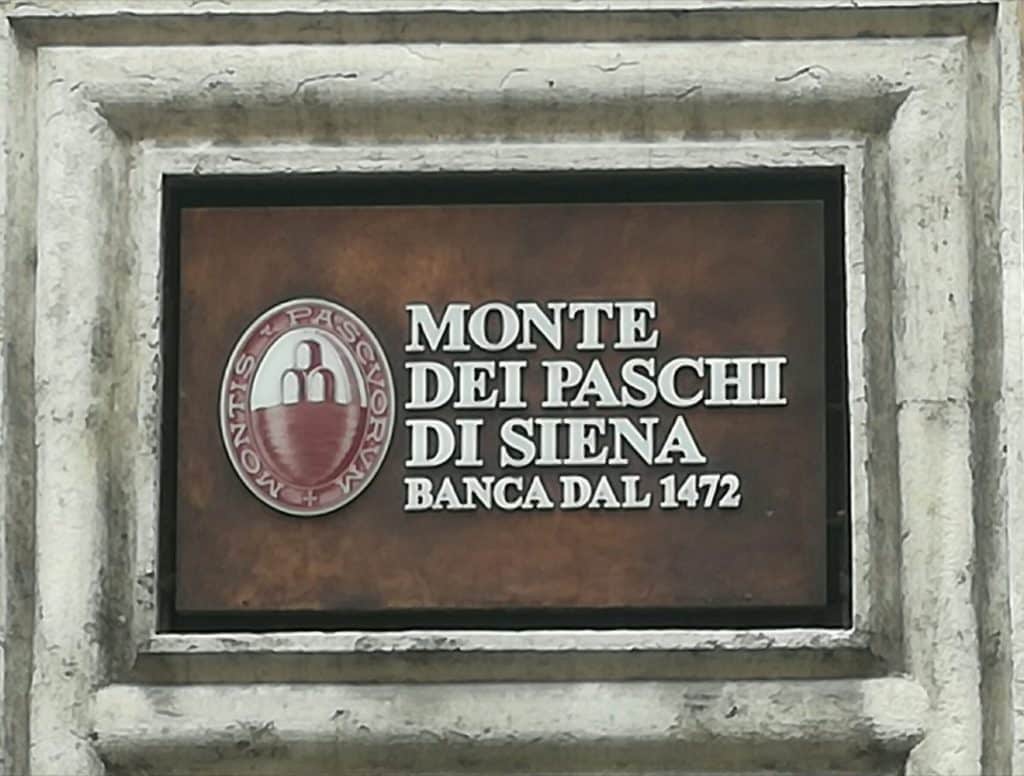 MONTIS PASCVORVM
MONTE
DEI PASCHI
DI SIENA
BANCA DAL 1472